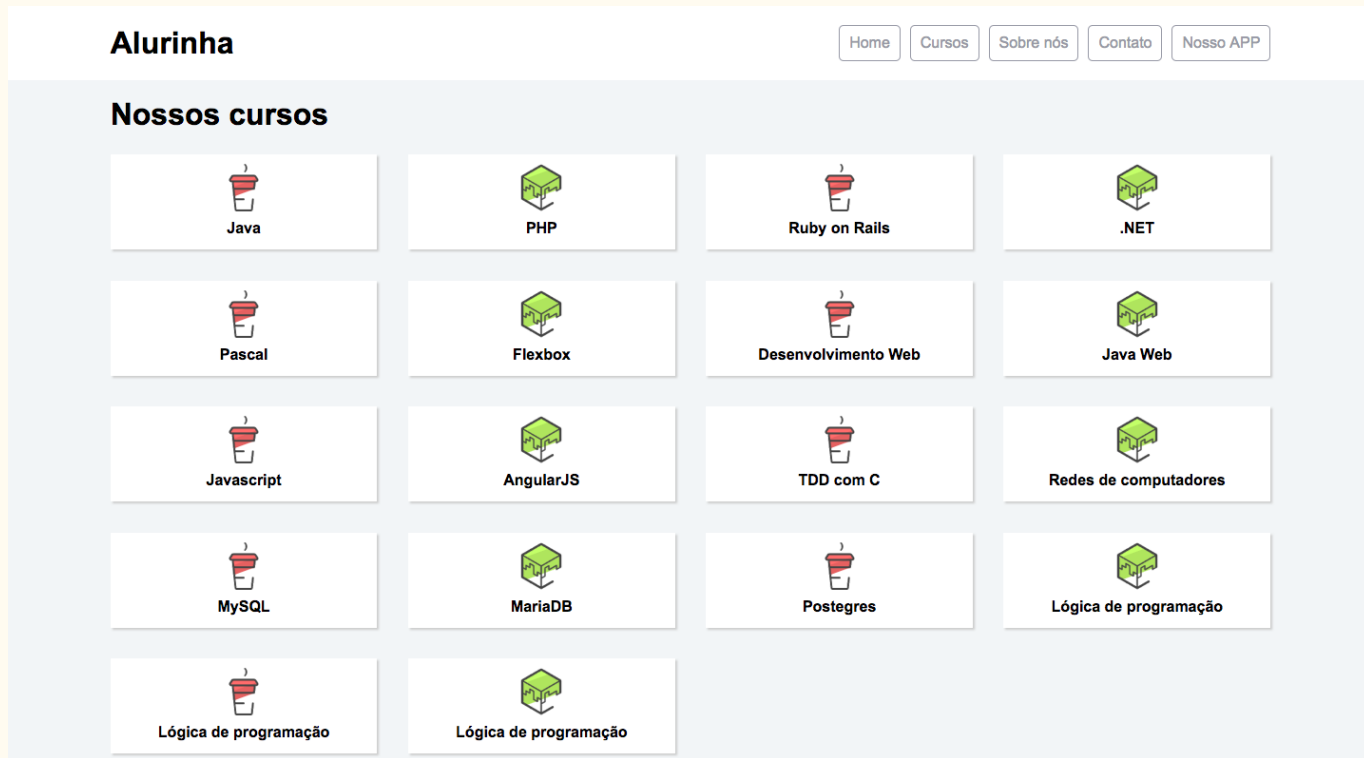 Alurinha
Home Cursos Sobre nós Contato Nosso APP
Nossos cursos
Java PHP Ruby on Rails .NET
Pascal Flexbox Desenvolvimento Web Java Web
Javascript AngularJS TDD com C Redes de computadores
MySQL MariaDB Postegres Lógica de programação
Lógica de programação Lógica de programação